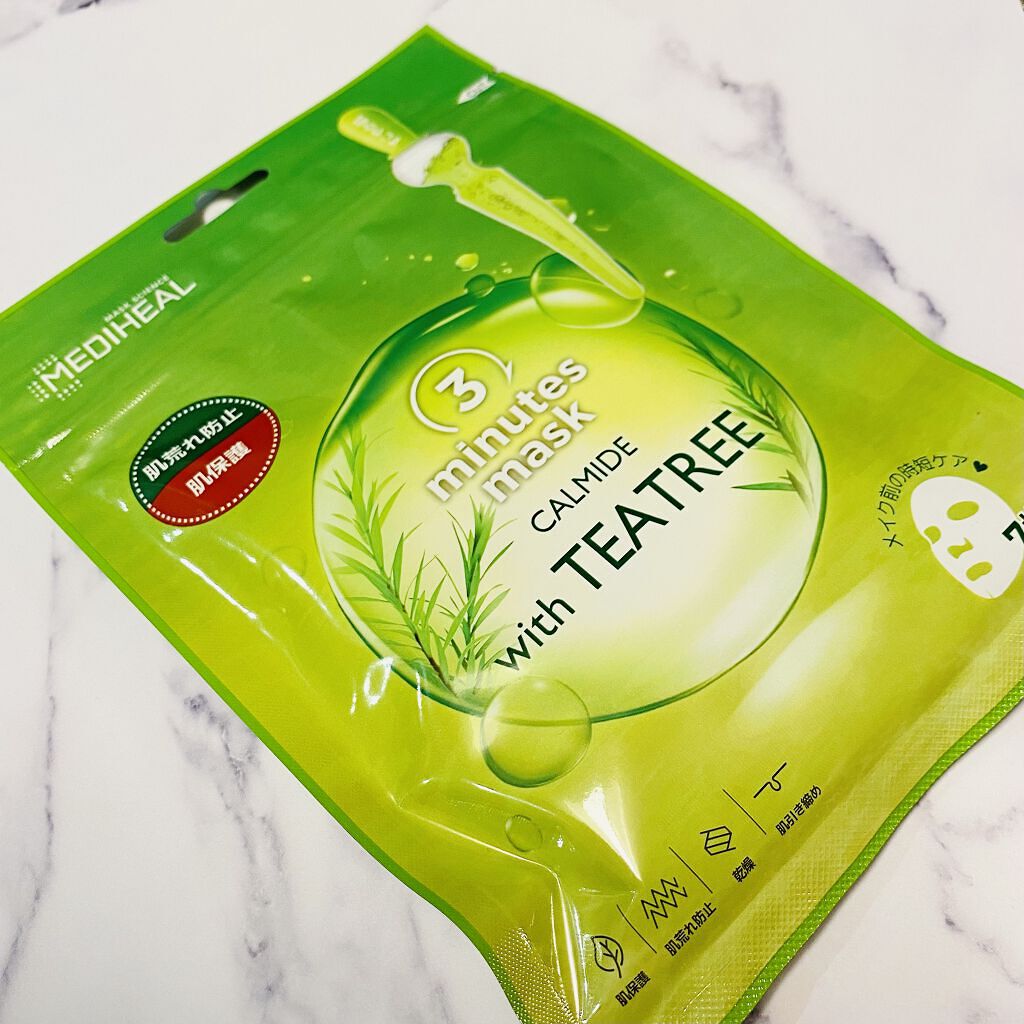 MASK SCIENCE
MEDIHEAL
肌荒れ防止
肌保護
3
minutes
mask
CALMIDE
with TEATREE
メイク前の時短ケア♥
肌保護
肌荒れ防止
乾燥
肌引き締め